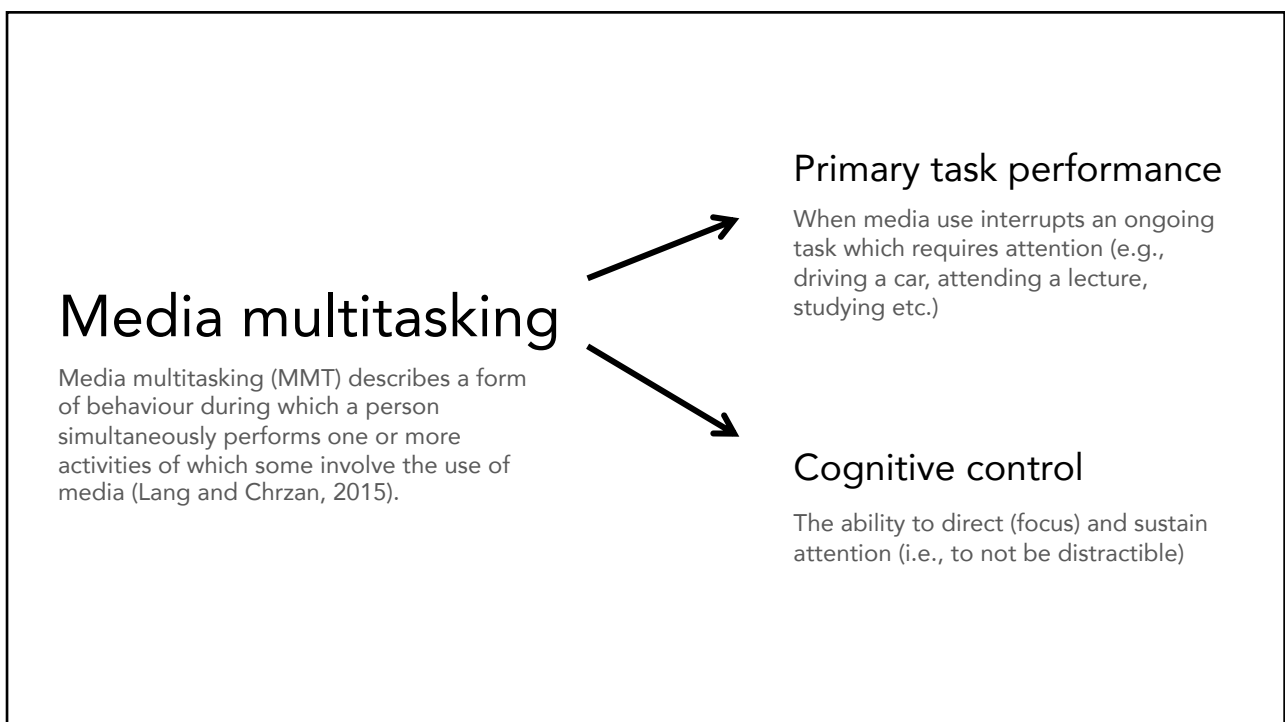 Media multitasking
Media multitasking (MMT) describes a form
of behaviour during which a person
simultaneously performs one or more
activities of which some involve the use of
media (Lang and Chrzan, 2015).
Primary task performance
When media use interrupts an ongoing
task which requires attention (e.g.,
driving a car, attending a lecture,
studying etc.)
Cognitive control
The ability to direct (focus) and sustain
attention (i.e., to not be distractible)